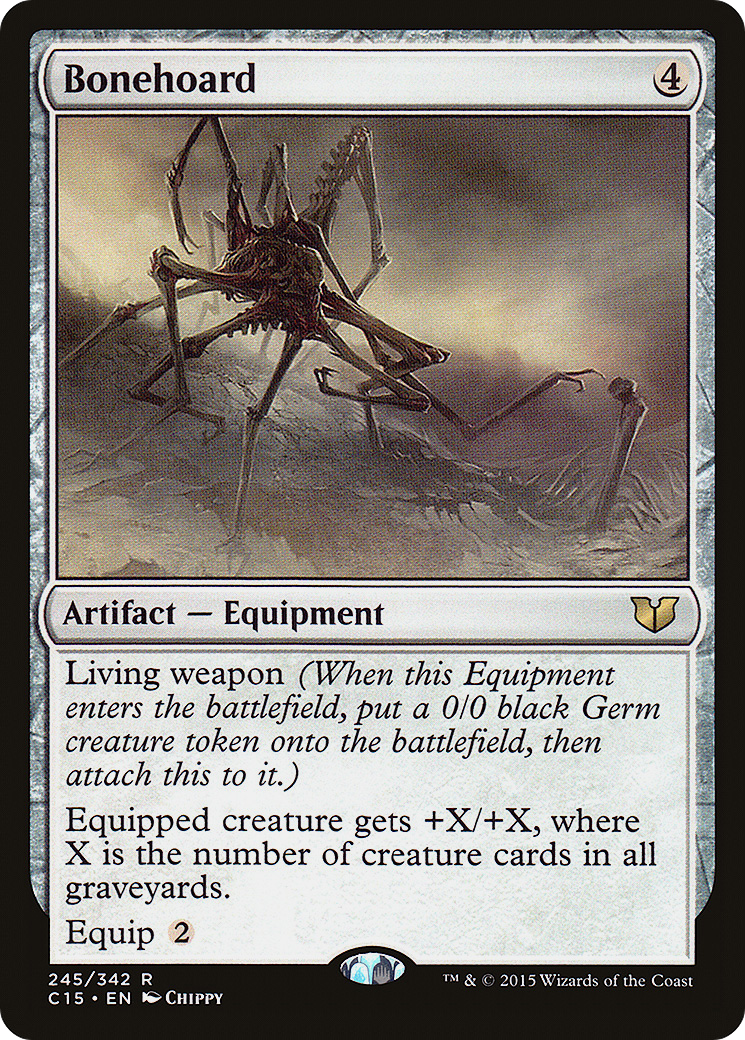 Bonehoard 4
Artifact — Equipment
Living weapon (When this Equipment
enters the battlefield, put a 0/0 black Germ
creature token onto the battlefield, then
attach this to it.)
Equipped creature gets +X/+X, where
X is the number of creature cards in all
graveyards.
Equip 2
245/342 R
C15 • EN Chippy
™ & © 2015 Wizards of the Coast